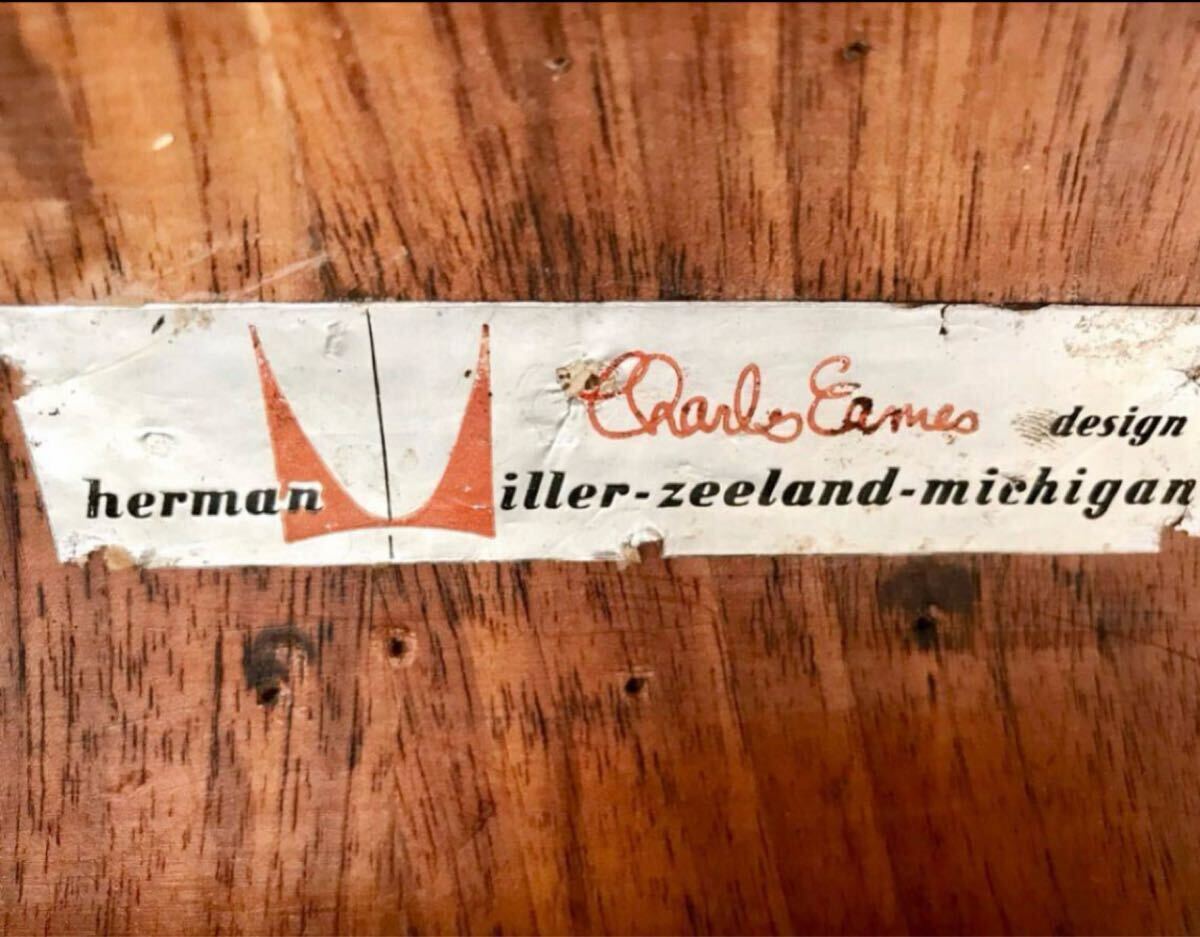 Charles Eames design
herman miller-zeeland-michigan